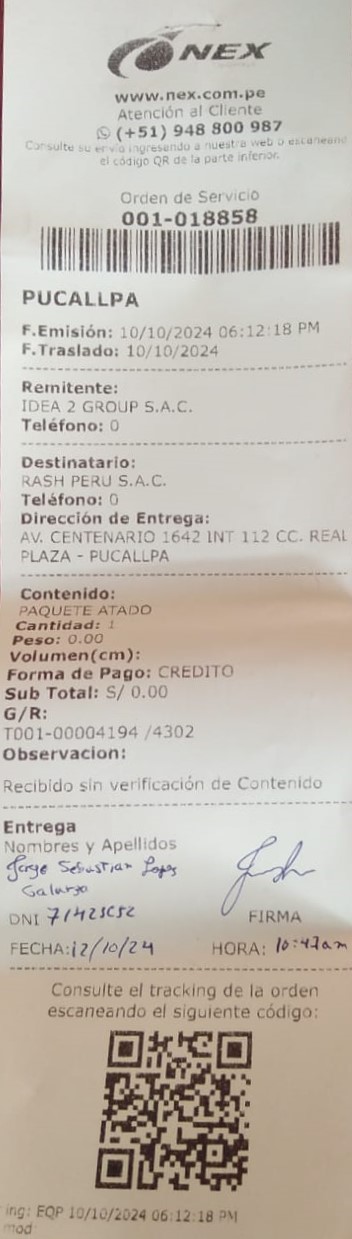 NEX
www.nex.com.pe
Atención al Cliente
(+51) 948 800 987
Consulte su envío ingresando a nuestra web o escaneand
el código QR de la parte inferior.
Orden de Servicio
001-018858
PUCALLPA
F.Emisión: 10/10/2024 06:12:18 PM
F.Traslado: 10/10/2024
Remitente:
IDEA 2 GROUP S.A.C.
Teléfono: 0
Destinatario:
RASH PERU S.A.C.
Teléfono: 0
Dirección de Entrega:
AV. CENTENARIO 1642 INT 112 CC. REAL
PLAZA - PUCALLPA
Contenido:
PAQUETE ATADO
Cantidad: 1
Peso: 0.00
Volumen(cm):
Forma de Pago: CREDITO
Sub Total: S/ 0.00
G/R:
T001-00004194 /4302
Observacion:
Recibido sin verificación de Contenido
Entrega
Nombres y Apellidos
Jorge Sebastian
DNI
FIRMA
FECHA: 12/10/24 HORA: 10:47am
Consulte el tracking de la orden
escaneando el siguiente código:
ing: EQP 10/10/2024 06:12:18 PM
mod: